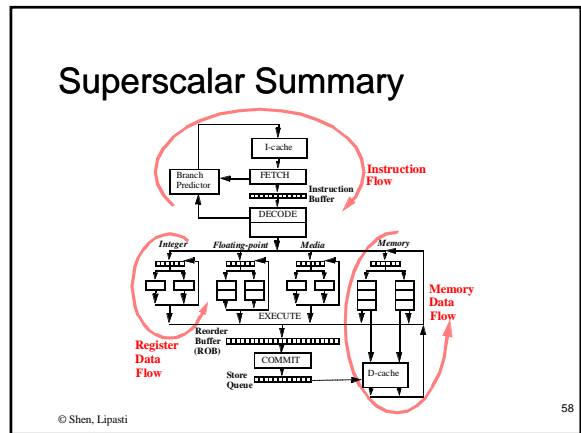 Superscalar Summary
I-cache
Branch
Predictor
FETCH
Instruction
Flow
Instruction
Buffer
DECODE
Integer
Floating-point
Media
Memory
Memory
Data
Flow
EXECUTE
Register
Data
Flow
Reorder
Buffer
(ROB)
COMMIT
Store
Queue
D-cache
© Shen, Lipasti
58